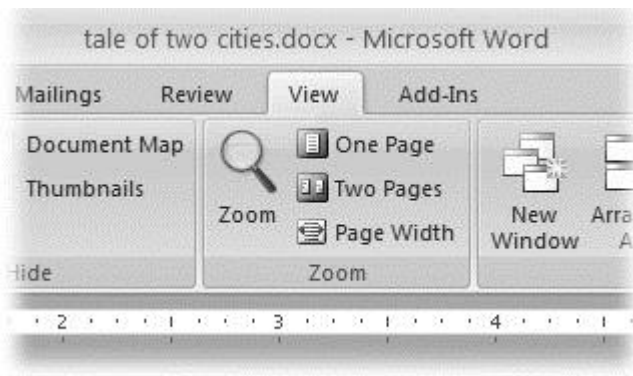 tale of two cities.docx - Microsoft Word
Mailings Review View Add-Ins
Document Map
Thumbnails
Zoom
One Page
Two Pages
Page Width
New
Window
Hide
Zoom
2 3 4